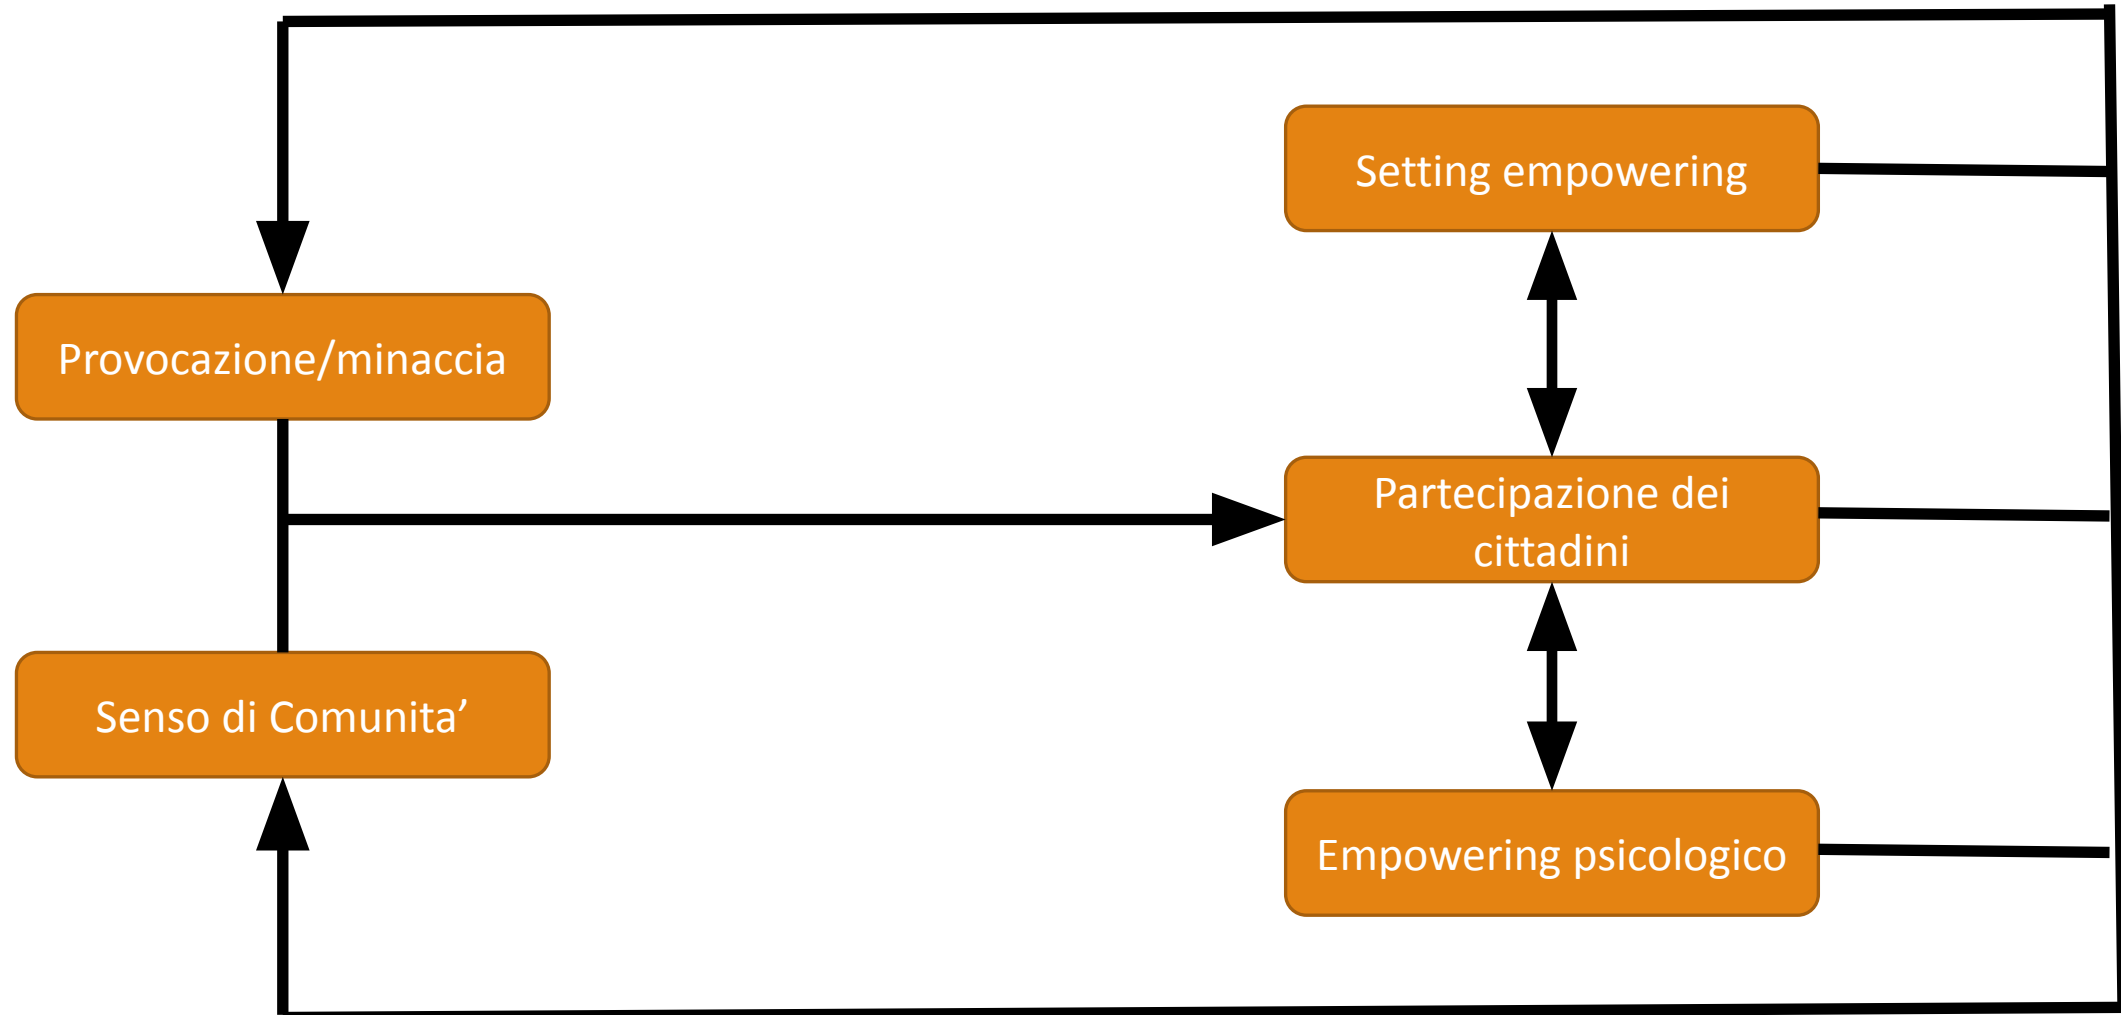 Setting empowering
Provocazione/minaccia
Partecipazione dei
cittadini
Senso di Comunita’
Empowering psicologico